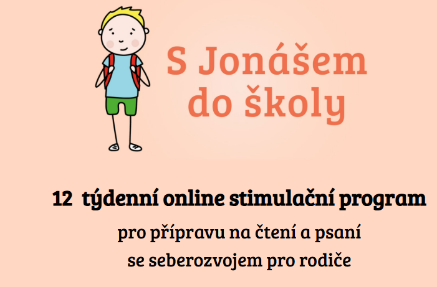 S Jonášem
do školy
12 týdenní online stimulační program
pro přípravu na čtení a psaní
se seberozvojem pro rodiče